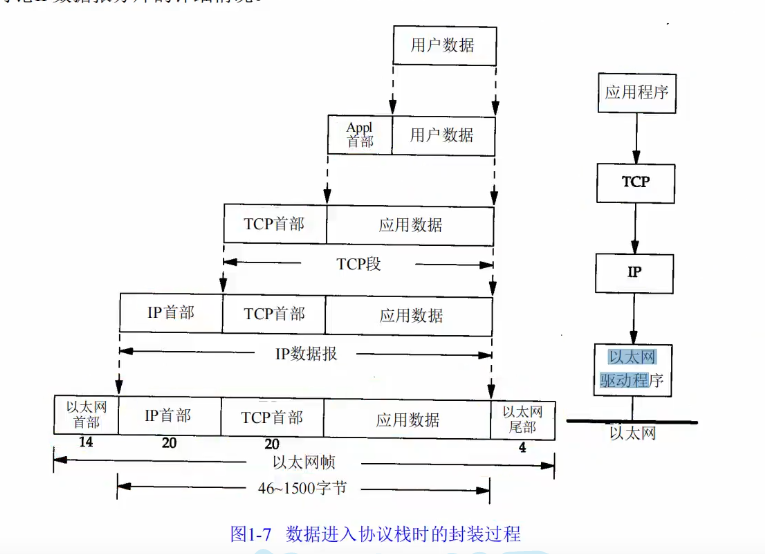 用户数据
应用程序
Appl
首部
用户数据
TCP
TCP首部
应用数据
TCP段
IP
IP首部
TCP首部
应用数据
IP数据报
以太网
驱动程序
以太网
首部
IP首部
TCP首部
应用数据
以太网
尾部
14
20
20
4
以太网
以太网帧
46~1500字节
图1-7 数据进入协议栈时的封装过程